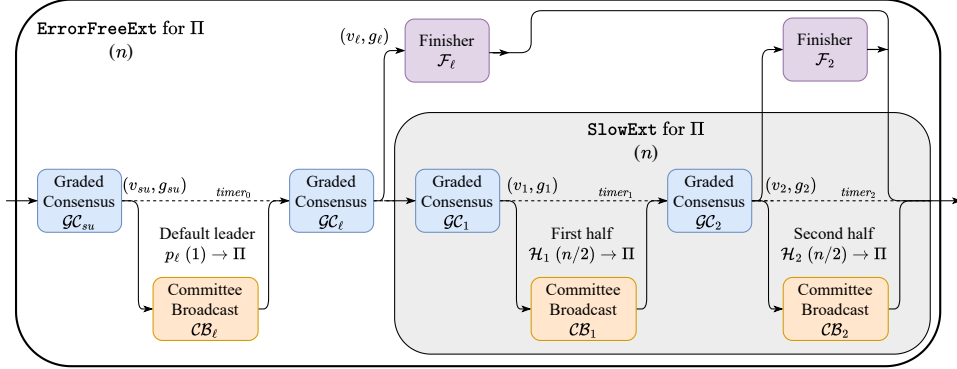 ErrorFreeExt for Π
(n)
(v_ℓ, g_ℓ)
Finisher
𝓕_ℓ
Finisher
𝓕_2
SlowExt for Π
(n)
Graded
Consensus
𝒢𝒞_su
(v_su, g_su)
timer_0
Graded
Consensus
𝒢𝒞_ℓ
Graded
Consensus
𝒢𝒞_1
(v_1, g_1)
timer_1
Graded
Consensus
𝒢𝒞_2
(v_2, g_2)
timer_2
Default leader
p_ℓ (1) → Π
First half
ℋ_1 (n/2) → Π
Second half
ℋ_2 (n/2) → Π
Committee
Broadcast
𝒞ℬ_ℓ
Committee
Broadcast
𝒞ℬ_1
Committee
Broadcast
𝒞ℬ_2